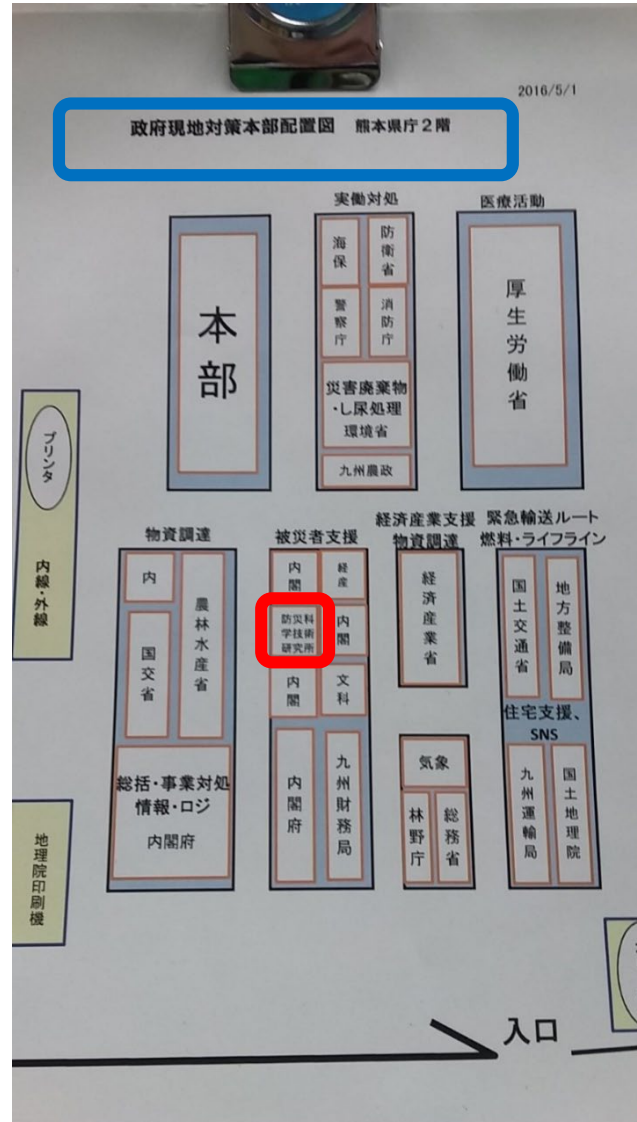 2016/5/1
政府現地対策本部配置図 熊本県庁2階
実働対処
医療活動
本部
海保
防衛省
警察庁
消防庁
災害廃棄物
・し尿処理
環境省
九州農政
厚生労働省
プリンタ
内線・外線
物資調達
内
農林水産省
国交省
総括・事業対処
情報・ロジ
内閣府
被災者支援
内閣
経産
防災科
学技術
研究所
内閣
内閣
文科
内閣府
九州財務局
経済産業支援
物資調達
経済産業省
気象
林野庁
総務省
緊急輸送ルート
燃料・ライフライン
国土交通省
地方整備局
住宅支援、
SNS
九州運輸局
国土地理院
地理院印刷機
入口